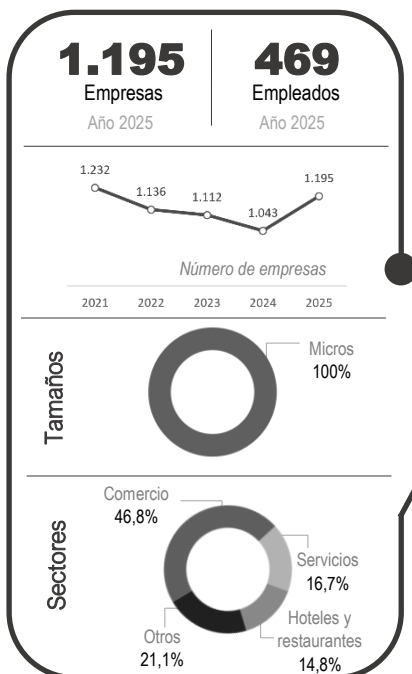 1.195
Empresas
Año 2025
469
Empleados
Año 2025
1.232
1.136
1.112
1.043
1.195
Número de empresas
2021 2022 2023 2024 2025
Tamaños
Micros
100%
Sectores
Comercio
46,8%
Servicios
16,7%
Hoteles y
restaurantes
14,8%
Otros
21,1%